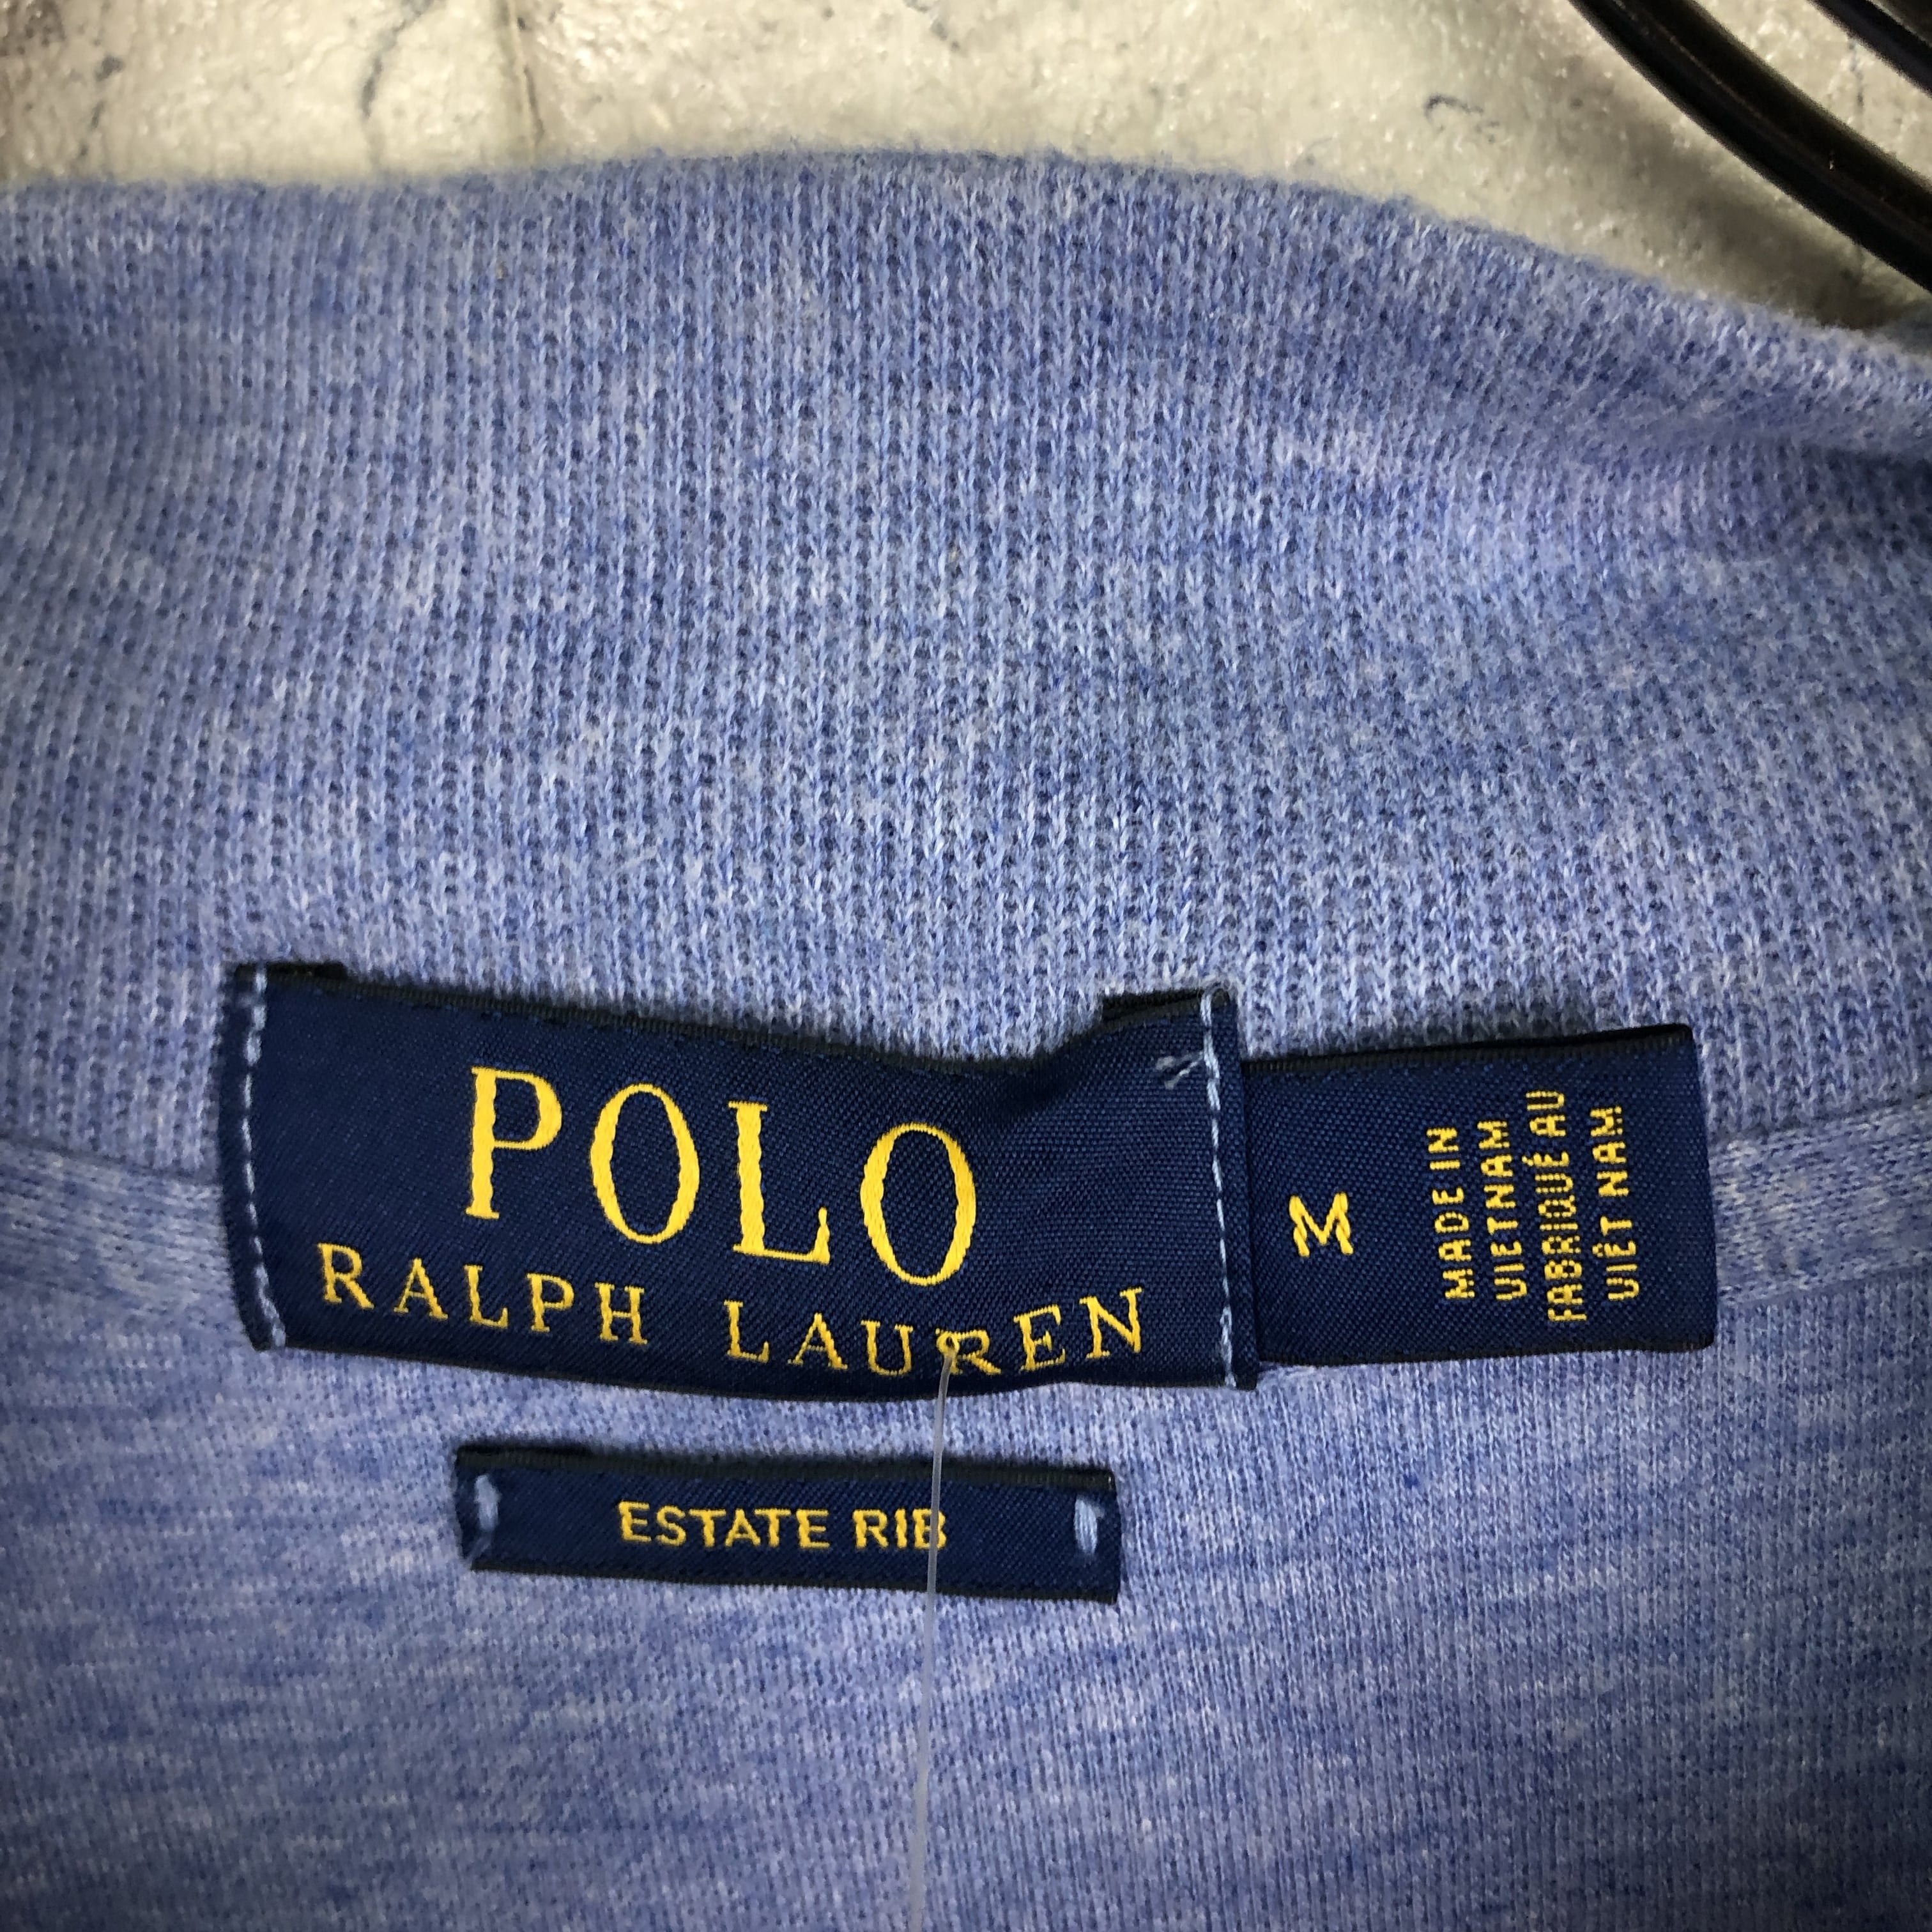 POLO
RALPH LAUREN
M
MADE IN
VIETNAM
FABRIQUÉ AU
VIÊT NAM
ESTATE RIB